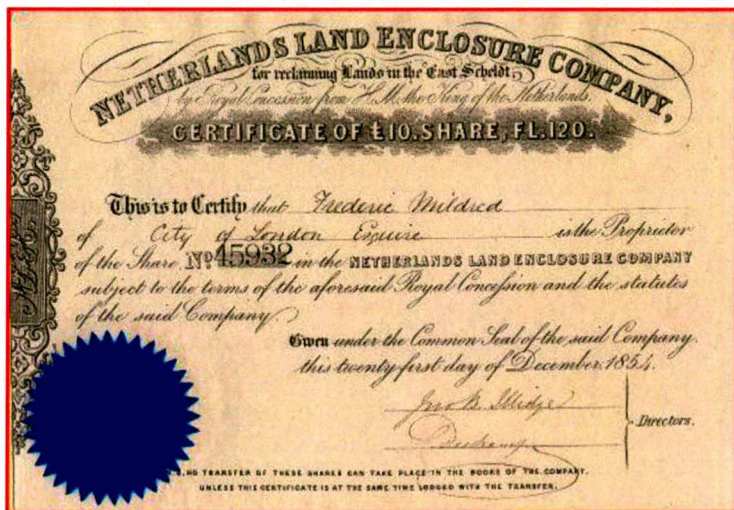 NETHERLANDS LAND ENCLOSURE COMPANY,
for reclaiming Lands in the East Scheldt,
by Royal Concession from H.M. the King of the Netherlands.
CERTIFICATE OF £10. SHARE, FL.120.
This is to Certify that Frederic Mildred
of City of London Esquire is the Proprietor
of the Share No 45932 in the NETHERLANDS LAND ENCLOSURE COMPANY
subject to the terms of the aforesaid Royal Concession and the statutes
of the said Company.
Given under the Common Seal of the said Company.
this twenty first day of December 1854.
Jno B.
Directors.
NO TRANSFER OF THESE SHARES CAN TAKE PLACE IN THE BOOKS OF THE COMPANY.
UNLESS THIS CERTIFICATE IS AT THE SAME TIME LODGED WITH THE TRANSFER.